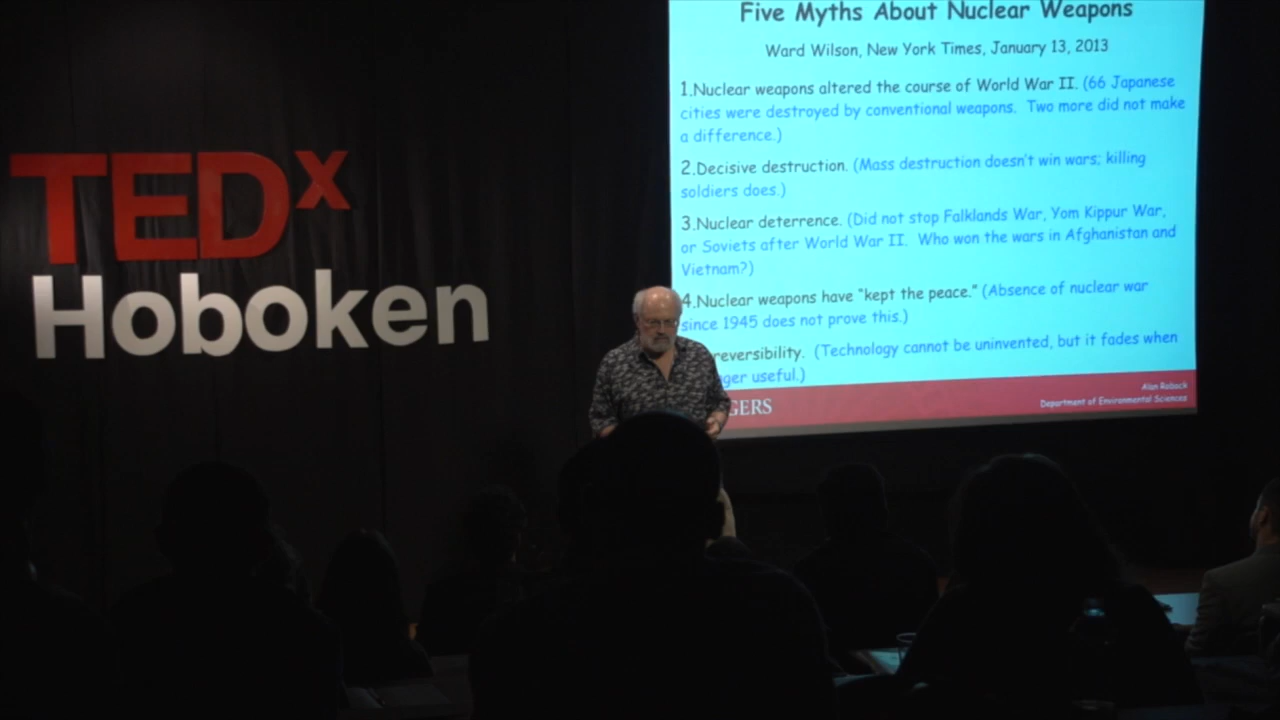 TEDx
Hoboken
Five Myths About Nuclear Weapons
Ward Wilson, New York Times, January 13, 2013
1.Nuclear weapons altered the course of World War II. (66 Japanese
cities were destroyed by conventional weapons. Two more did not make
a difference.)
2.Decisive destruction. (Mass destruction doesn't win wars; killing
soldiers does.)
3.Nuclear deterrence. (Did not stop Falklands War, Yom Kippur War,
or Soviets after World War II. Who won the wars in Afghanistan and
Vietnam?)
4.Nuclear weapons have "kept the peace." (Absence of nuclear war
since 1945 does not prove this.)
reversibility. (Technology cannot be uninvented, but it fades when
ger useful.)
GERS
Alan Robock
Department of Environmental Sciences